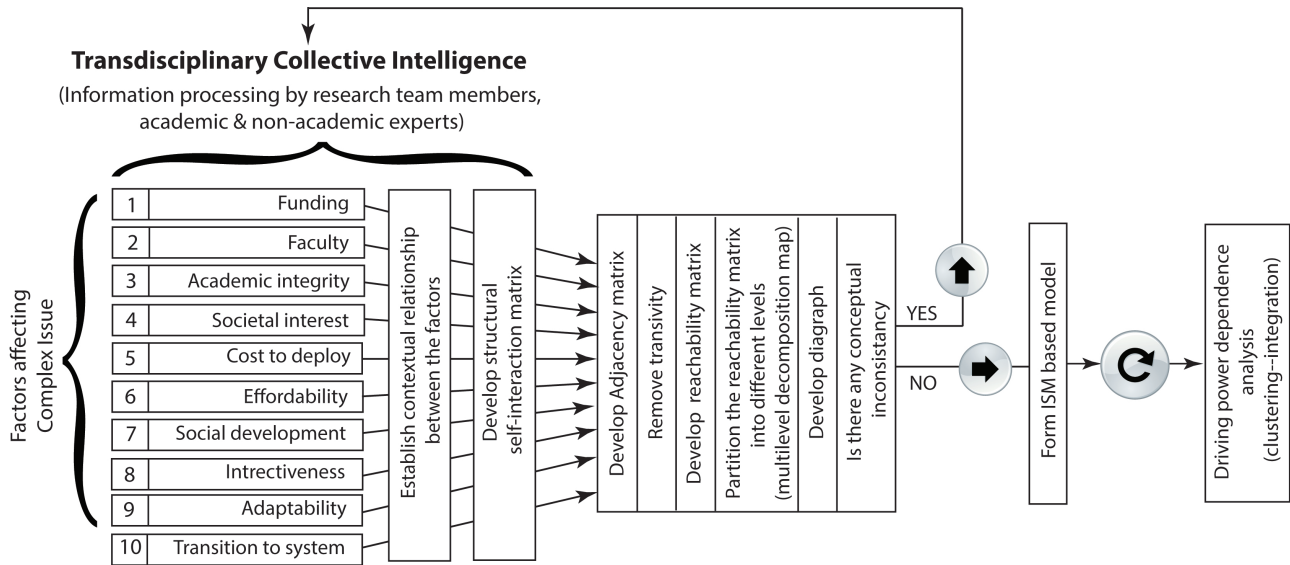 Transdisciplinary Collective Intelligence
(Information processing by research team members,
academic & non-academic experts)
Factors affecting
Complex Issue
1 Funding
2 Faculty
3 Academic integrity
4 Societal interest
5 Cost to deploy
6 Effordability
7 Social development
8 Intrectiveness
9 Adaptability
10 Transition to system
Establish contextual relationship
between the factors
Develop structural
self-interaction matrix
Develop Adjacency matrix
Remove transivity
Develop reachability matrix
Partition the reachability matrix
into different levels
(multilevel decomposition map)
Develop diagraph
Is there any conceptual
inconsistancy
YES
NO
Form ISM based model
Driving power dependence
analysis
(clustering--integration)